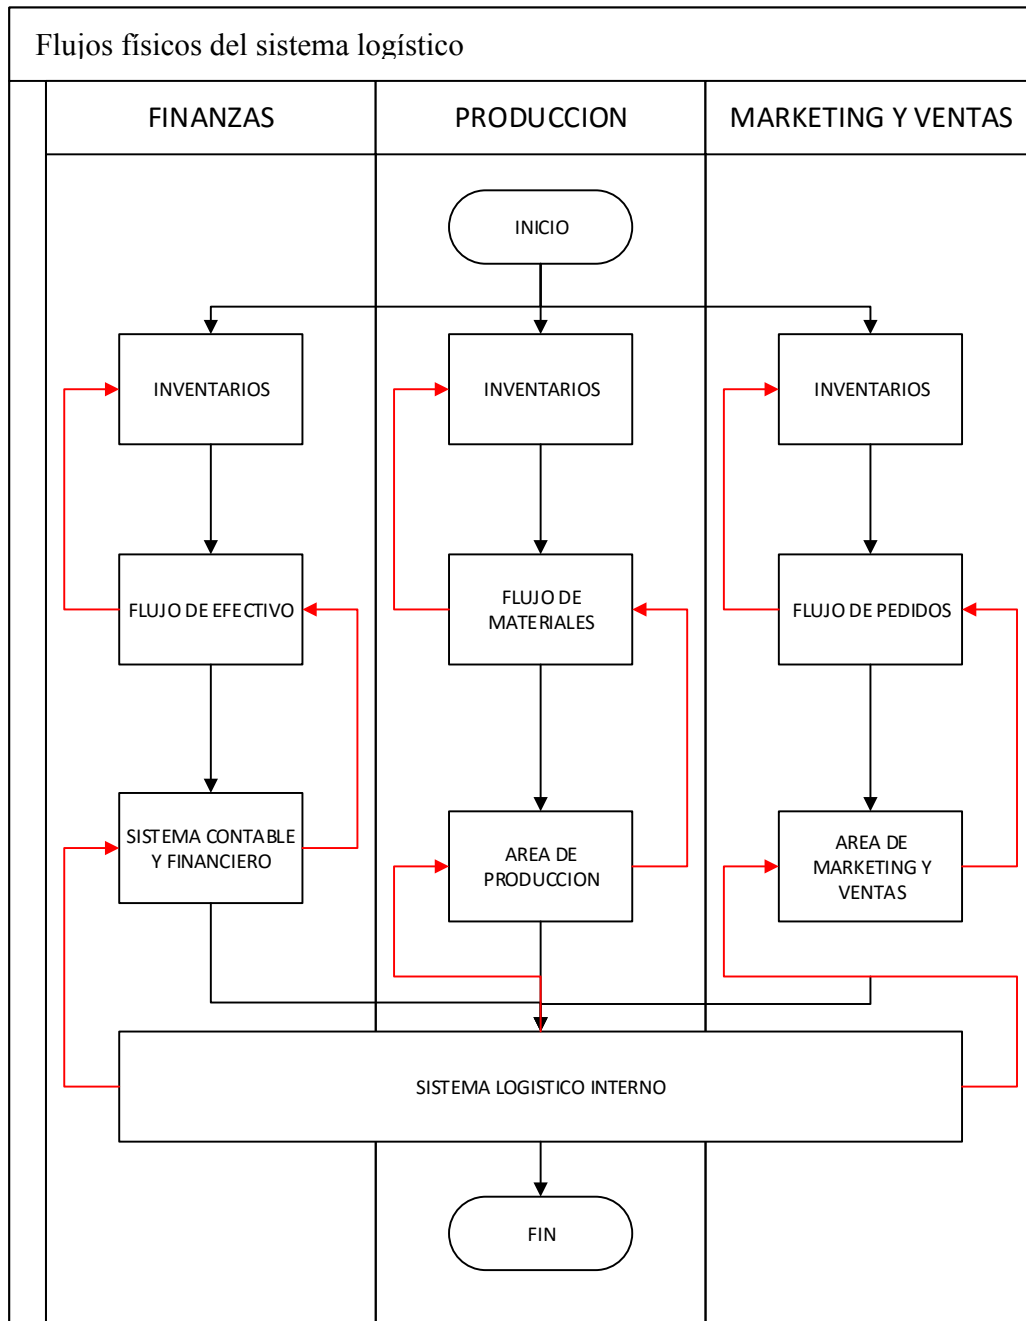 Flujos físicos del sistema logístico
FINANZAS
PRODUCCION
MARKETING Y VENTAS
INICIO
INVENTARIOS
INVENTARIOS
INVENTARIOS
FLUJO DE EFECTIVO
FLUJO DE
MATERIALES
FLUJO DE PEDIDOS
SISTEMA CONTABLE
Y FINANCIERO
AREA DE
PRODUCCION
AREA DE
MARKETING Y
VENTAS
SISTEMA LOGISTICO INTERNO
FIN